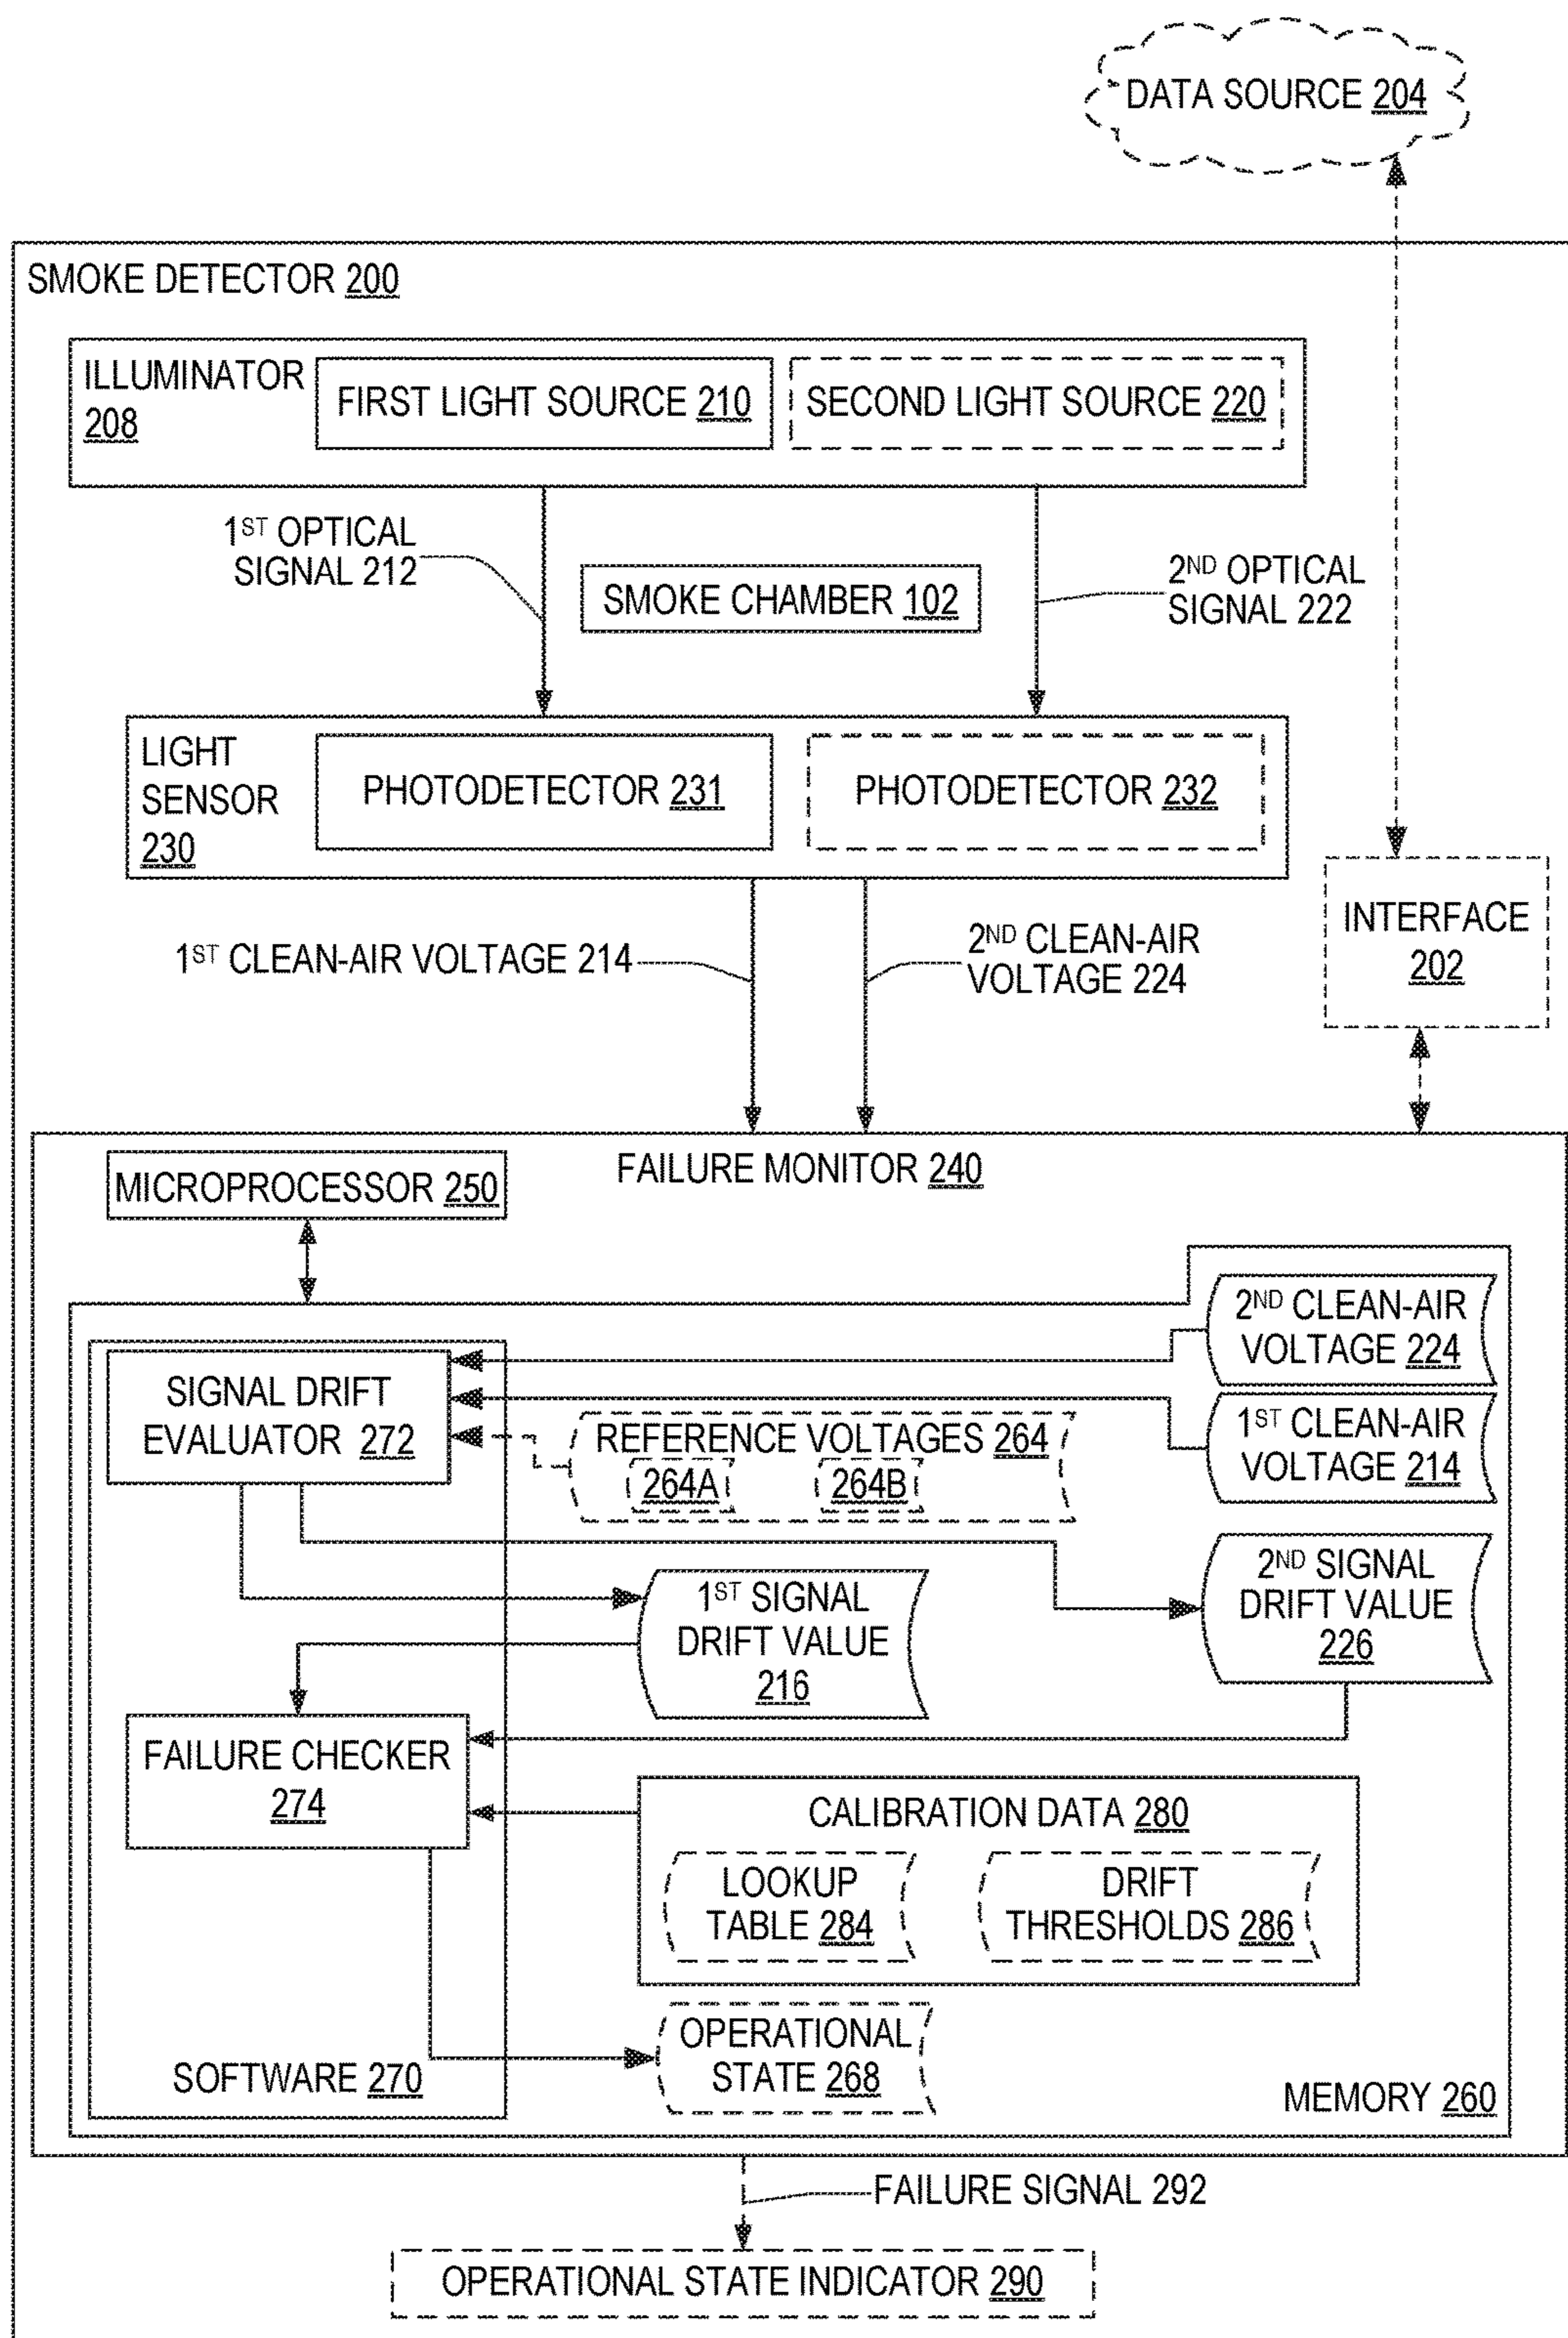 DATA SOURCE 204
SMOKE DETECTOR 200
ILLUMINATOR
208
FIRST LIGHT SOURCE 210
SECOND LIGHT SOURCE 220
1ST OPTICAL
SIGNAL 212
SMOKE CHAMBER 102
2ND OPTICAL
SIGNAL 222
LIGHT
SENSOR
230
PHOTODETECTOR 231
PHOTODETECTOR 232
INTERFACE
202
1ST CLEAN-AIR VOLTAGE 214
2ND CLEAN-AIR
VOLTAGE 224
MICROPROCESSOR 250
FAILURE MONITOR 240
2ND CLEAN-AIR
VOLTAGE 224
SIGNAL DRIFT
EVALUATOR 272
REFERENCE VOLTAGES 264
264A
264B
1ST CLEAN-AIR
VOLTAGE 214
1ST SIGNAL
DRIFT VALUE
216
2ND SIGNAL
DRIFT VALUE
226
FAILURE CHECKER
274
CALIBRATION DATA 280
LOOKUP
TABLE 284
DRIFT
THRESHOLDS 286
OPERATIONAL
STATE 268
SOFTWARE 270
MEMORY 260
FAILURE SIGNAL 292
OPERATIONAL STATE INDICATOR 290